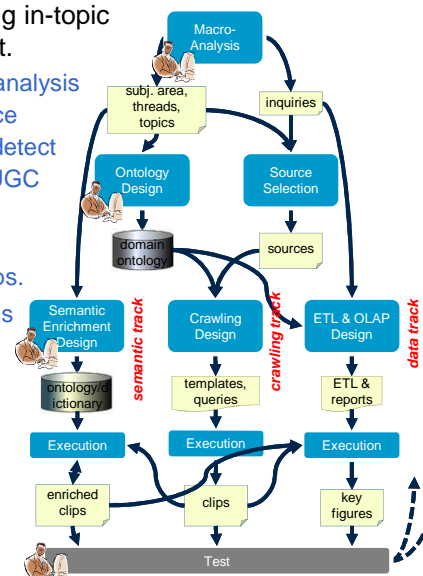 g in-topic
t.
analysis
ce
detect
UGC
os.
s
Macro-
Analysis
subj. area,
threads,
topics
inquiries
Ontology
Design
Source
Selection
domain
ontology
sources
Semantic
Enrichment
Design
semantic track
Crawling
Design
crawling track
ETL & OLAP
Design
data track
ontology/d
ictionary
templates,
queries
ETL &
reports
Execution
Execution
Execution
enriched
clips
clips
key
figures
Test